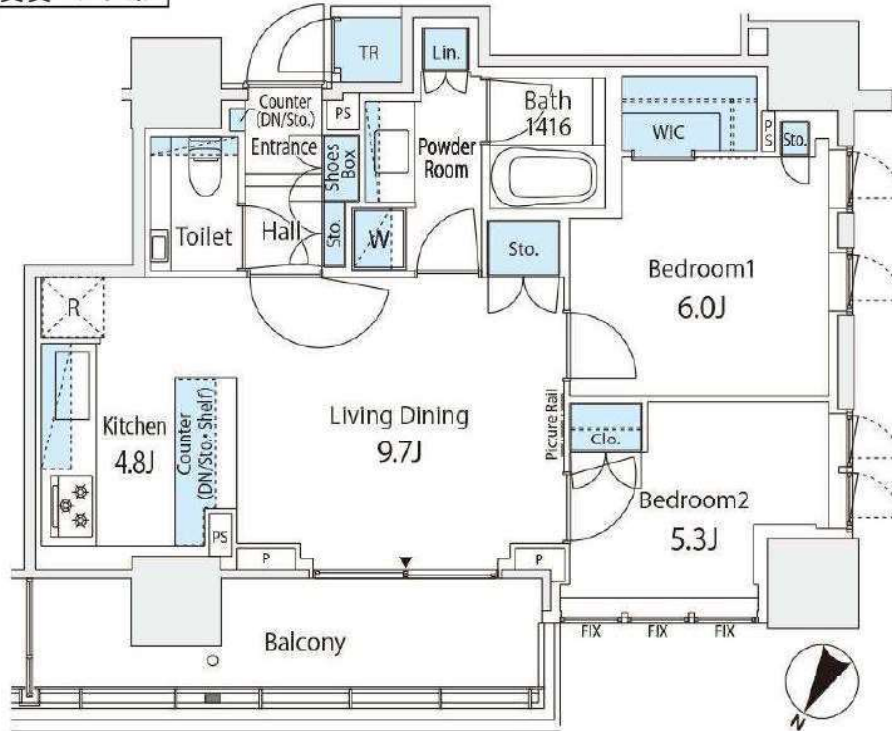 TR
Lin.
Counter
(DN/Sto.)
PS
Bath
1416
WIC
PS
Sto.
Entrance
Shoes
Box
Powder
Room
Toilet
Hall
Sto.
W
Sto.
Bedroom1
6.0J
R
Kitchen
4.8J
Counter
(DN/Sto・Shelf)
Living Dining
9.7J
Picture Rail
Clo.
Bedroom2
5.3J
PS
P
P
Balcony
FIX
FIX
FIX
N